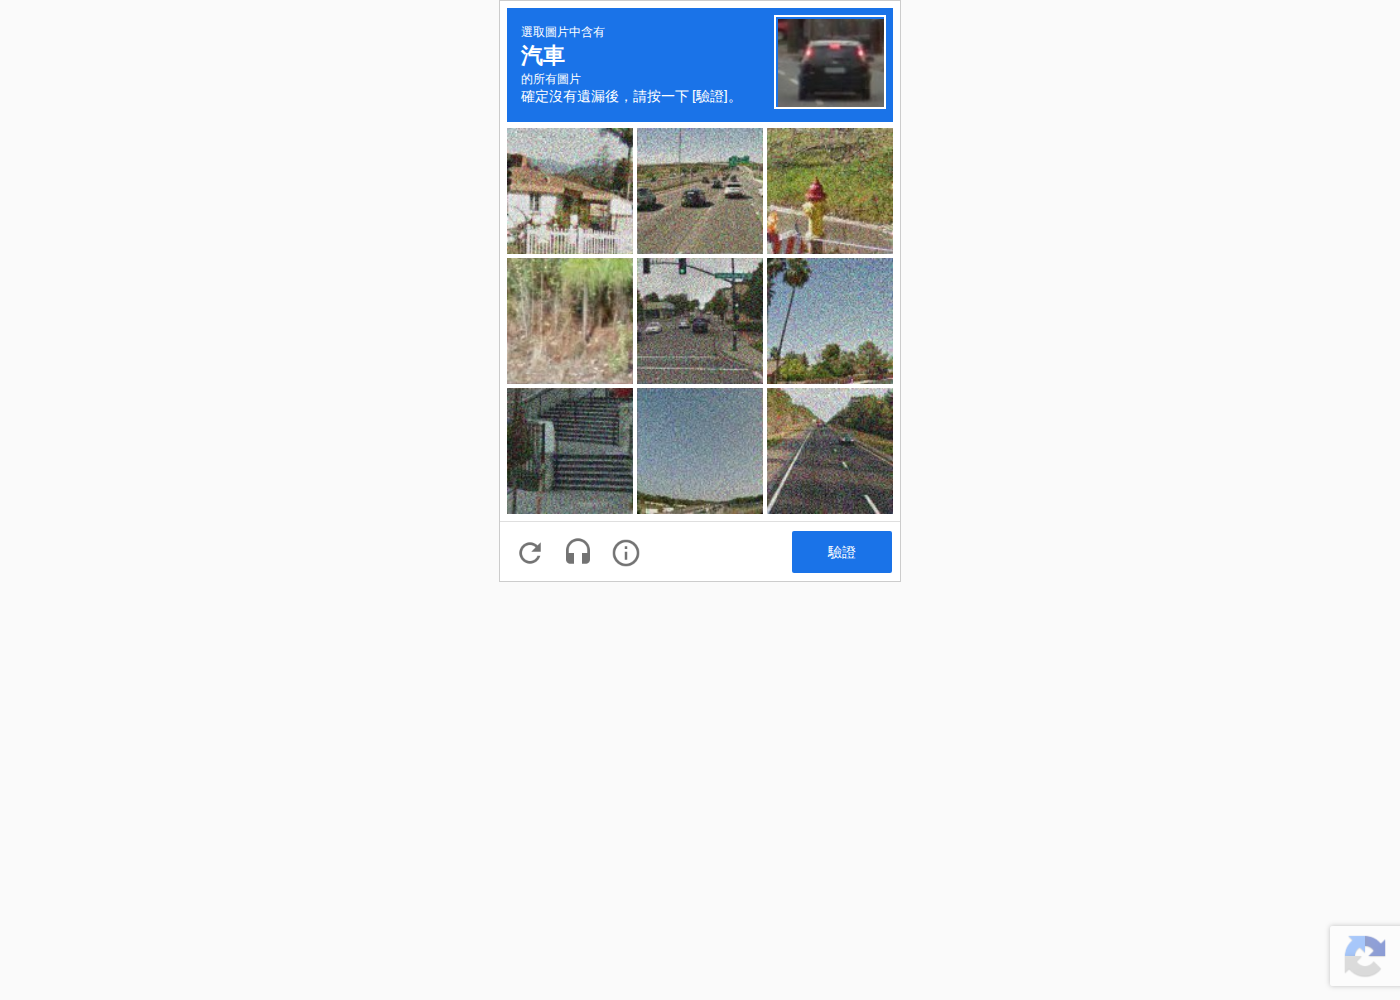 選取圖片中含有
汽車
的所有圖片
確定沒有遺漏後，請按一下 [驗證]。
驗證